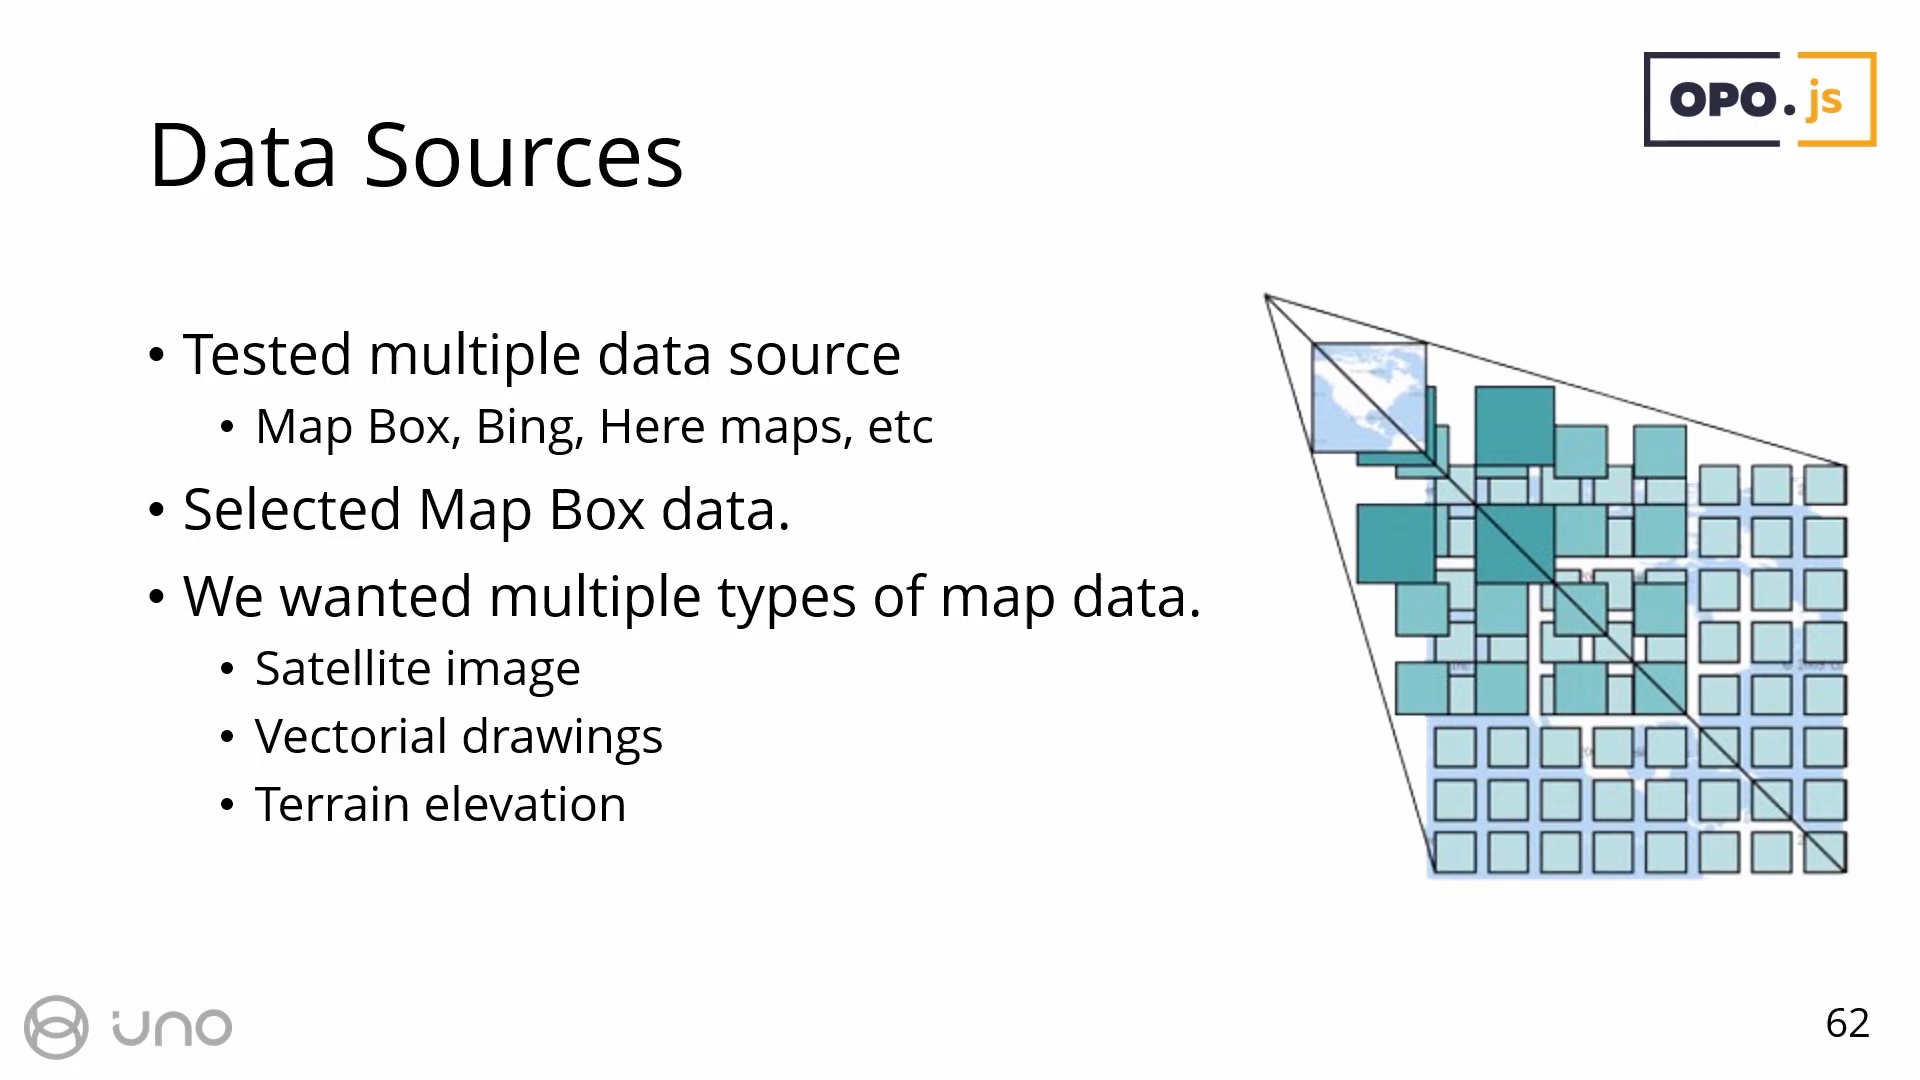 OPO.js
Data Sources
• Tested multiple data source
• Map Box, Bing, Here maps, etc
• Selected Map Box data.
• We wanted multiple types of map data.
• Satellite image
• Vectorial drawings
• Terrain elevation
uno
62